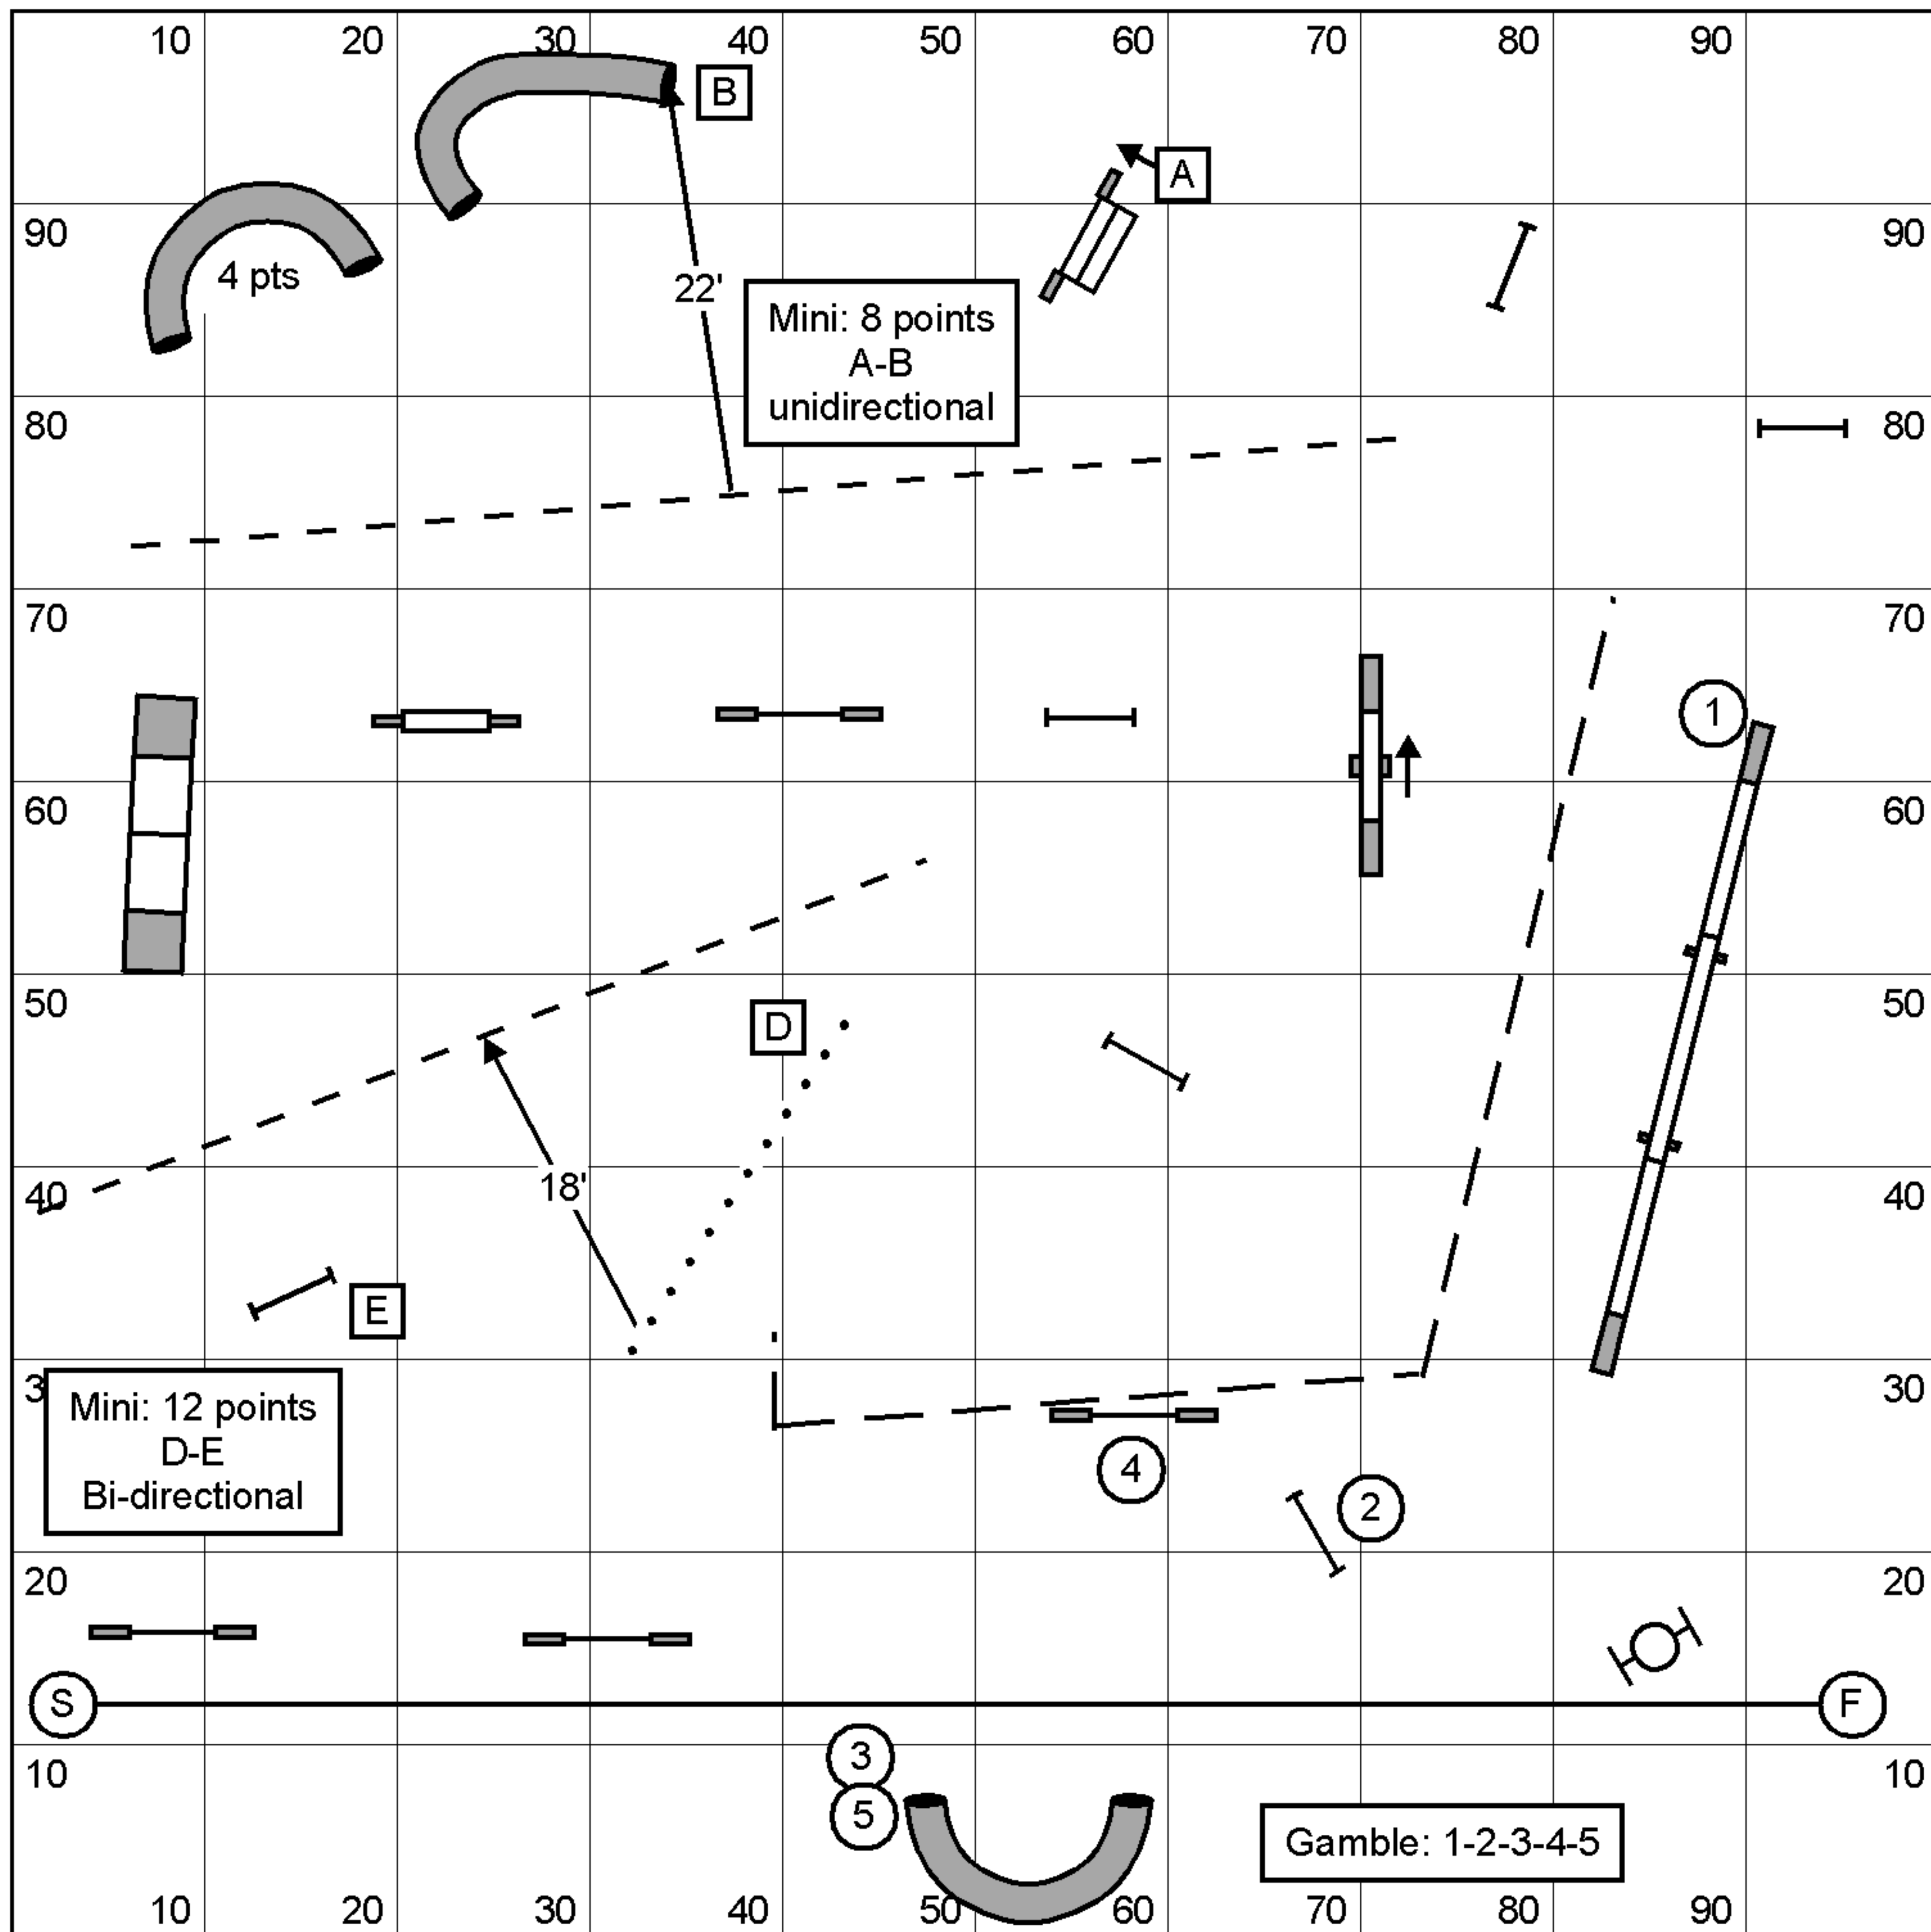 10 20 30 40 50 60 70 80 90
B
A
90 90
4 pts
22'
Mini: 8 points
A-B
unidirectional
80 80
70 70
1
60 60
50 50
D
40 40
18'
E
30 30
Mini: 12 points
D-E
Bi-directional
4
2
20 20
S F
3
10 10
5
Gamble: 1-2-3-4-5
10 20 30 40 50 60 70 80 90